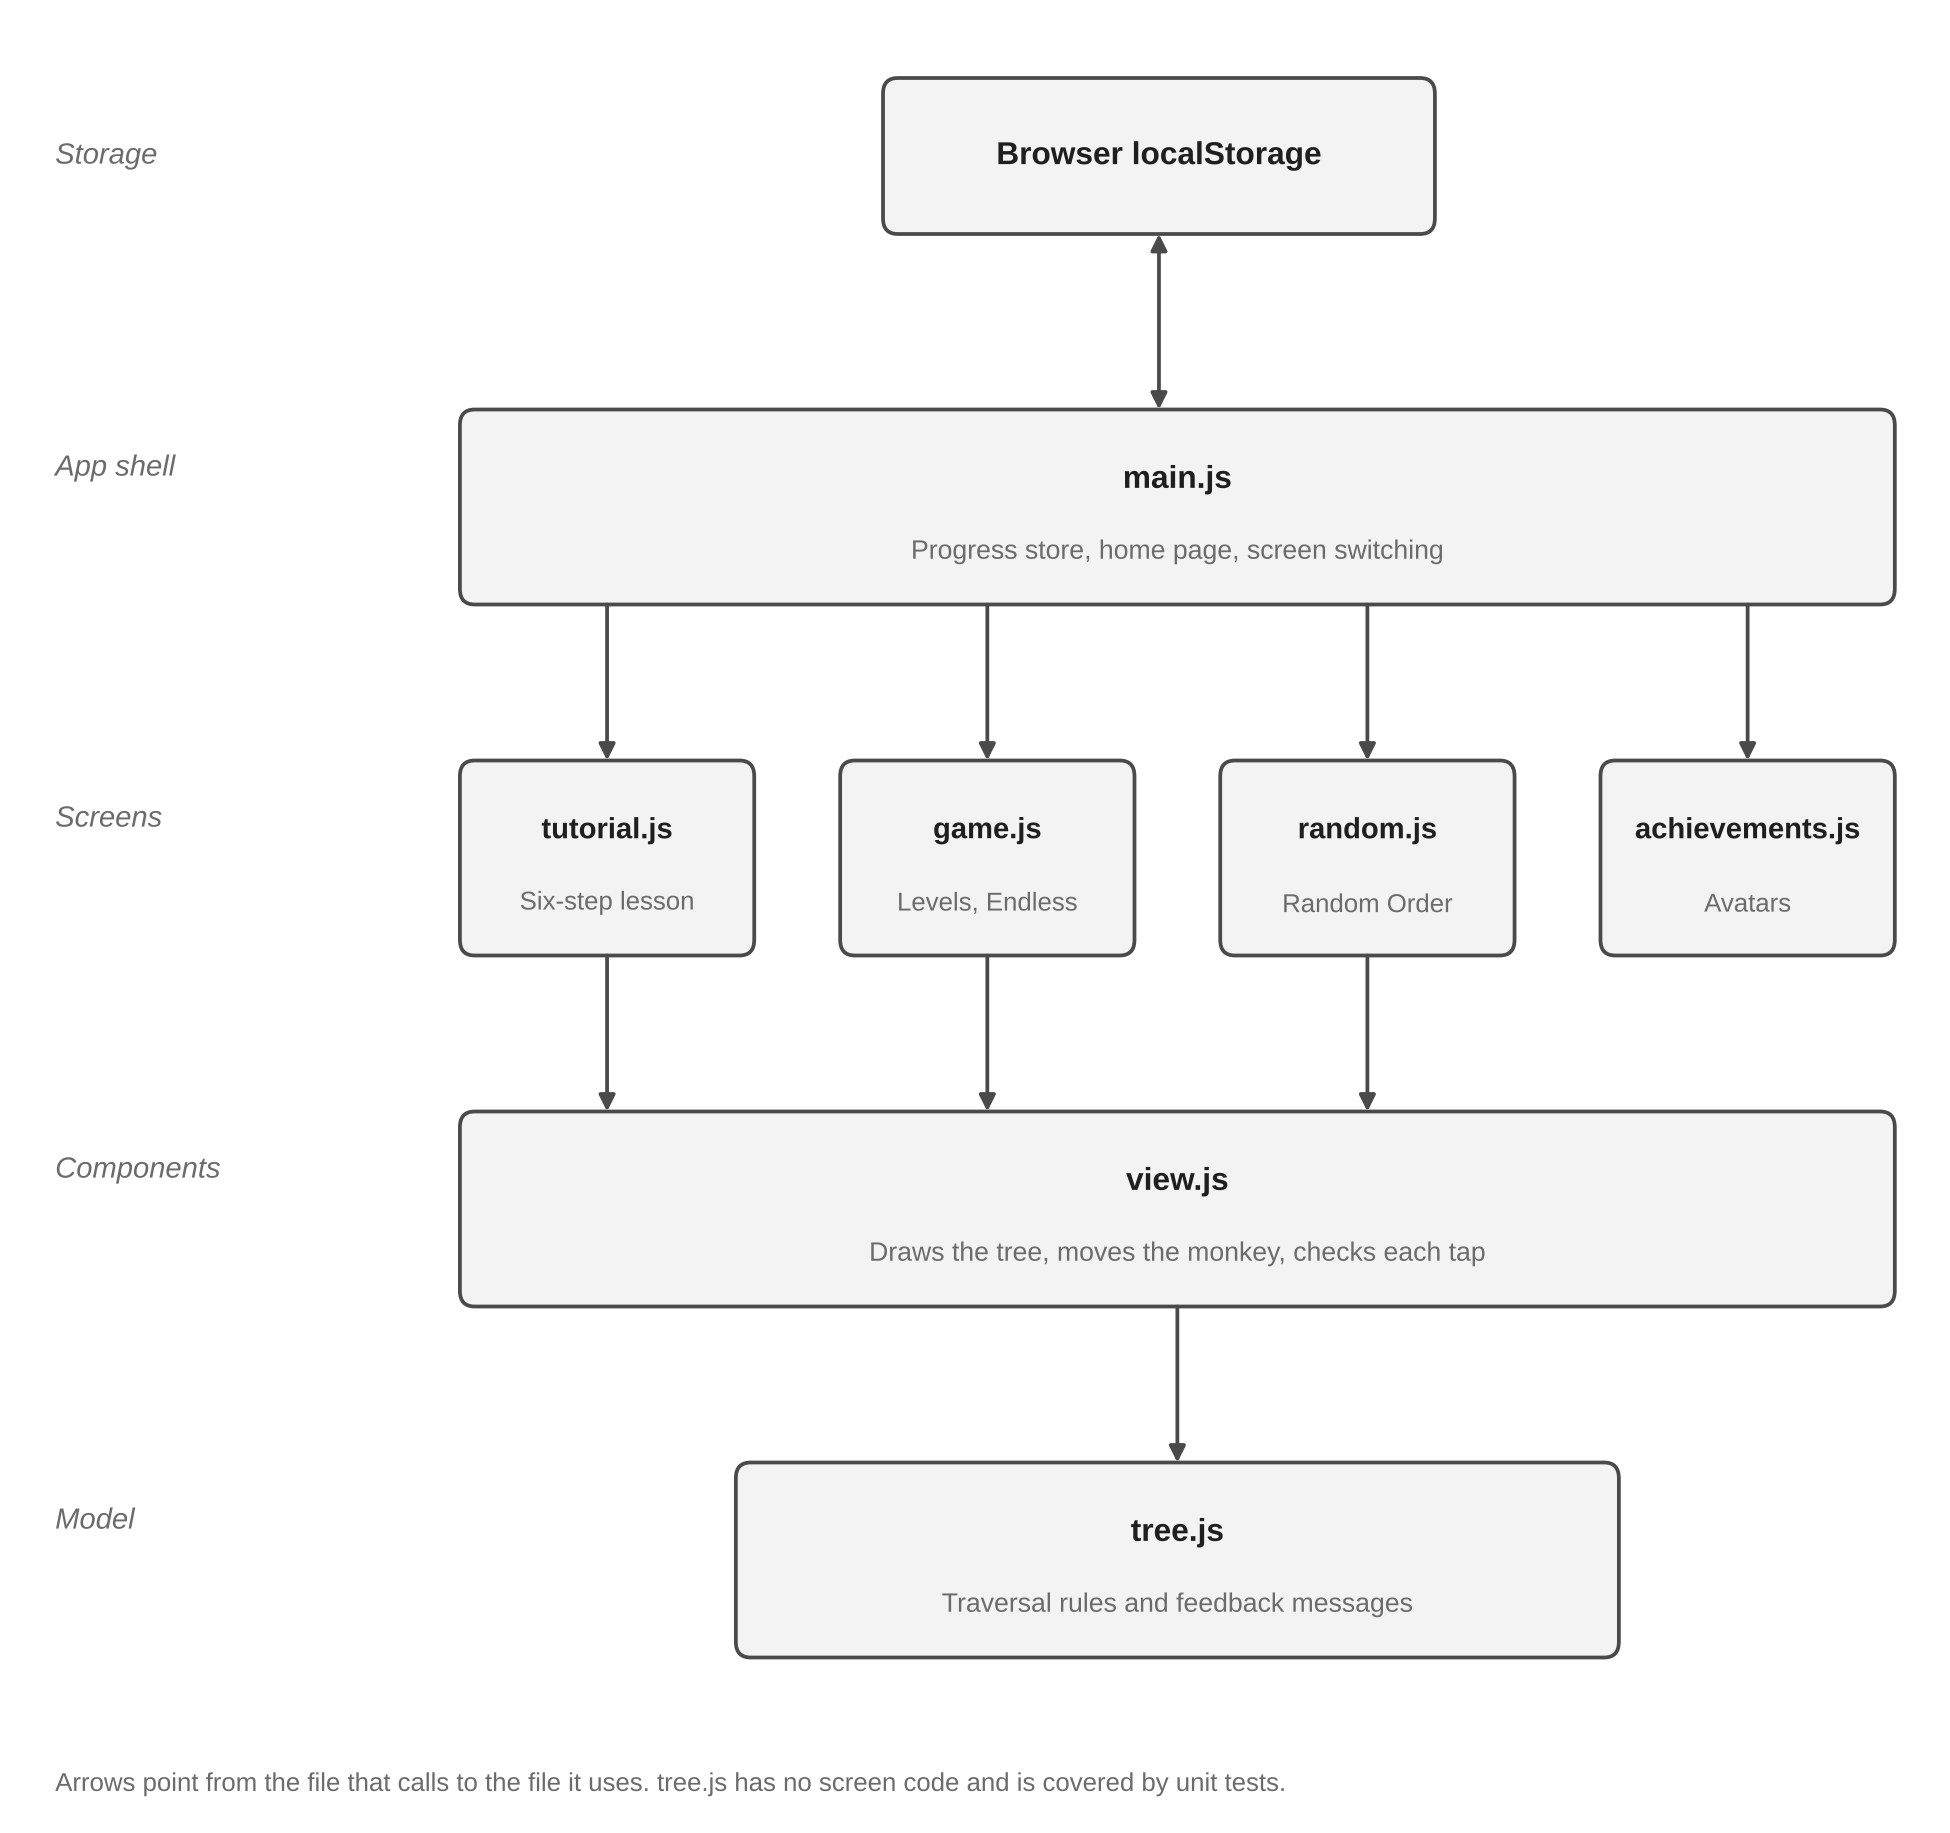 Storage
Browser localStorage
App shell
main.js
Progress store, home page, screen switching
Screens
tutorial.js
Six-step lesson
game.js
Levels, Endless
random.js
Random Order
achievements.js
Avatars
Components
view.js
Draws the tree, moves the monkey, checks each tap
Model
tree.js
Traversal rules and feedback messages
Arrows point from the file that calls to the file it uses. tree.js has no screen code and is covered by unit tests.